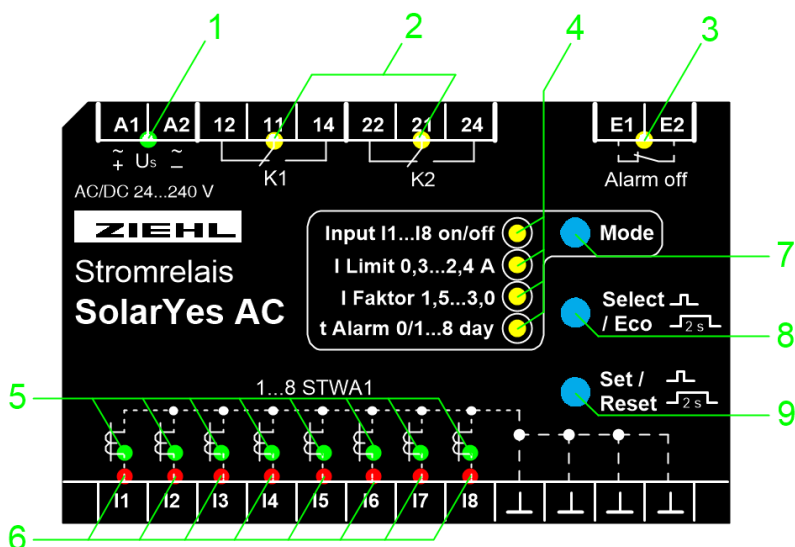 1 2 4 3
A1 A2 12 11 14 22 21 24 E1 E2
~ + Us ~ −
K1 K2 Alarm off
AC/DC 24...240 V
ZIEHL
Stromrelais
SolarYes AC
Input I1...I8 on/off
I Limit 0,3...2,4 A
I Faktor 1,5...3,0
t Alarm 0/1...8 day
Mode
7
Select
/ Eco 2 s
8
Set /
Reset 2 s
9
5
1...8 STWA1
I1 I2 I3 I4 I5 I6 I7 I8
6